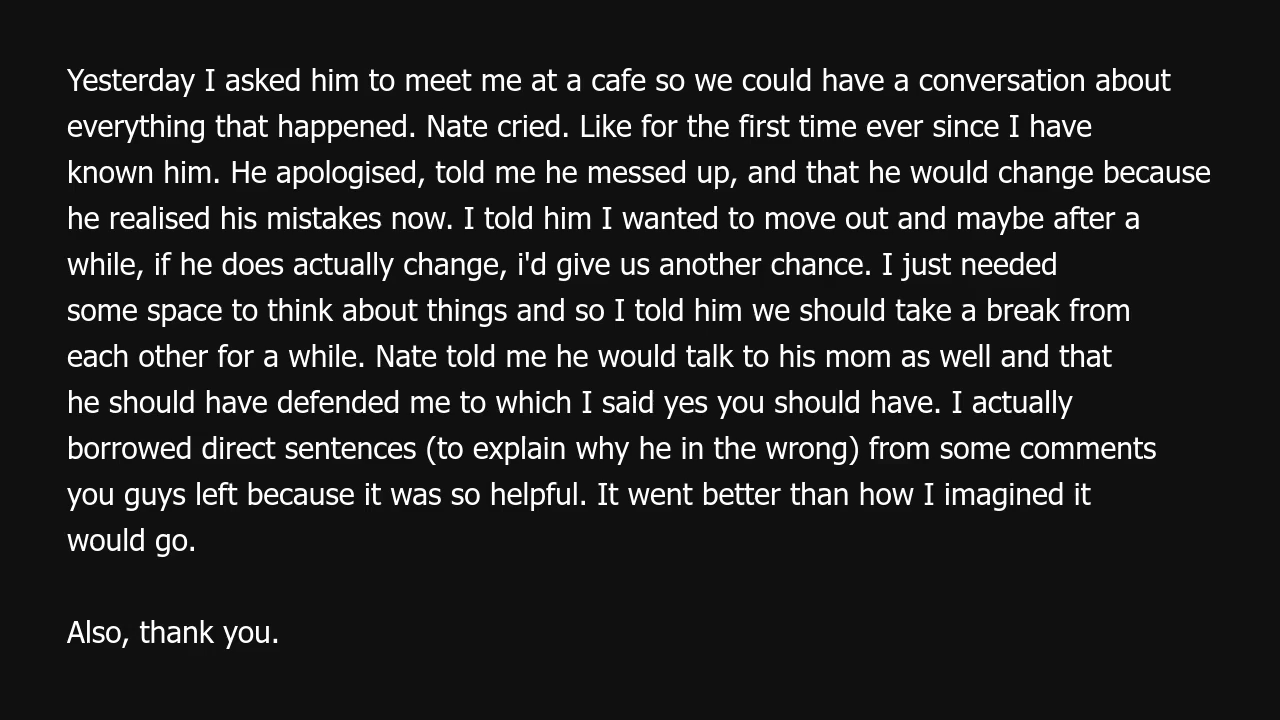 Yesterday I asked him to meet me at a cafe so we could have a conversation about
everything that happened. Nate cried. Like for the first time ever since I have
known him. He apologised, told me he messed up, and that he would change because
he realised his mistakes now. I told him I wanted to move out and maybe after a
while, if he does actually change, i'd give us another chance. I just needed
some space to think about things and so I told him we should take a break from
each other for a while. Nate told me he would talk to his mom as well and that
he should have defended me to which I said yes you should have. I actually
borrowed direct sentences (to explain why he in the wrong) from some comments
you guys left because it was so helpful. It went better than how I imagined it
would go.
Also, thank you.